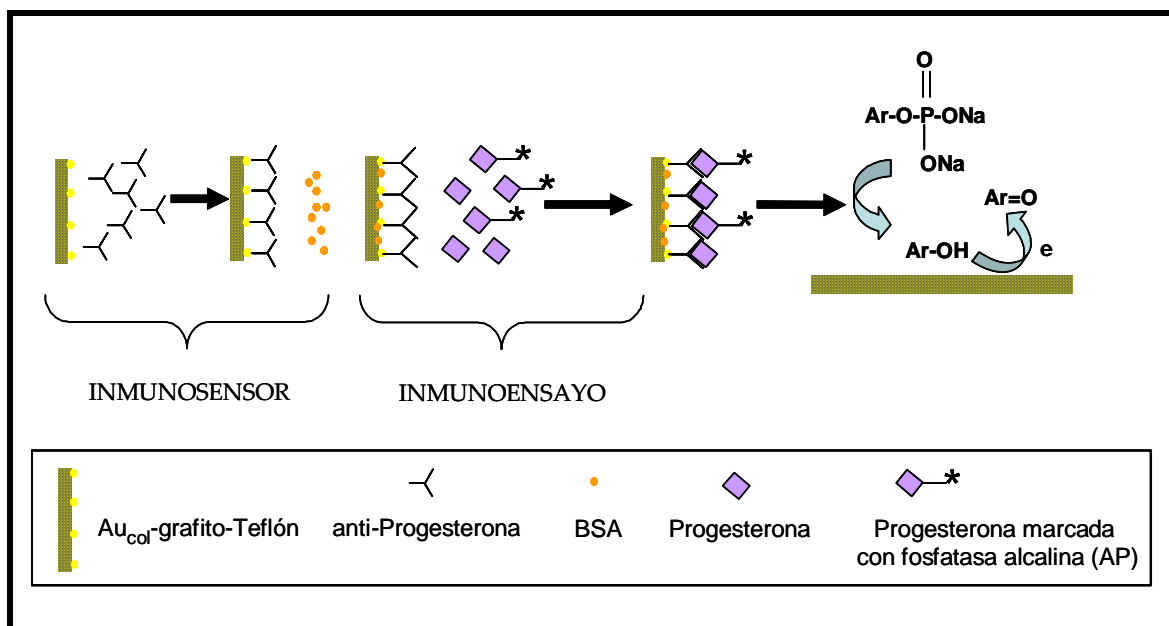 O
Ar-O-P-ONa
ONa
Ar=O
Ar-OH
e
*
*
*
*
*
INMUNOSENSOR
INMUNOENSAYO
*
Au_col-grafito-Teflón
anti-Progesterona
BSA
Progesterona
Progesterona marcada
con fosfatasa alcalina (AP)